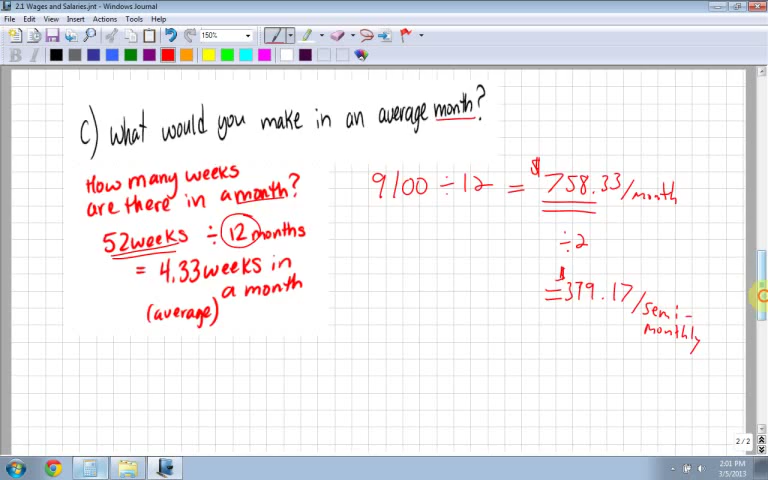 2.1 Wages and Salaries.jnt - Windows Journal
File Edit View Insert Actions Tools Help
150%
B I
c) what would you make in an average month?
How many weeks
are there in a month?
52 weeks ÷ 12 months
= 4.33 weeks in
a month
(average)
9100 ÷ 12 = $758.33/month
÷2
= $379.17/semi-
monthly
2 / 2
2:01 PM
3/5/2013